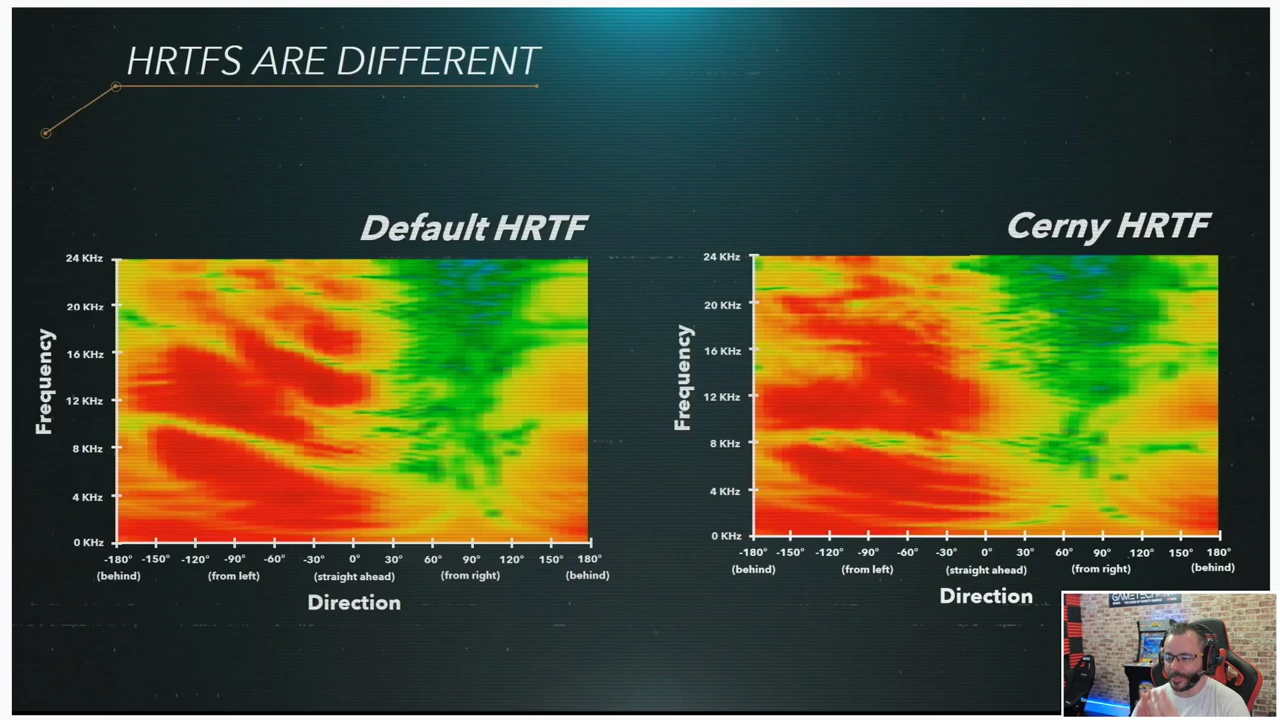 HRTFS ARE DIFFERENT
Default HRTF
24 KHz
20 KHz
16 KHz
12 KHz
8 KHz
4 KHz
0 KHz
Frequency
-180° -150° -120° -90° -60° -30° 0° 30° 60° 90° 120° 150° 180°
(behind) (from left) (straight ahead) (from right) (behind)
Direction
Cerny HRTF
24 KHz
20 KHz
16 KHz
12 KHz
8 KHz
4 KHz
0 KHz
Frequency
-180° -150° -120° -90° -60° -30° 0° 30° 60° 90° 120° 150° 180°
(behind) (from left) (straight ahead) (from right) (behind)
Direction